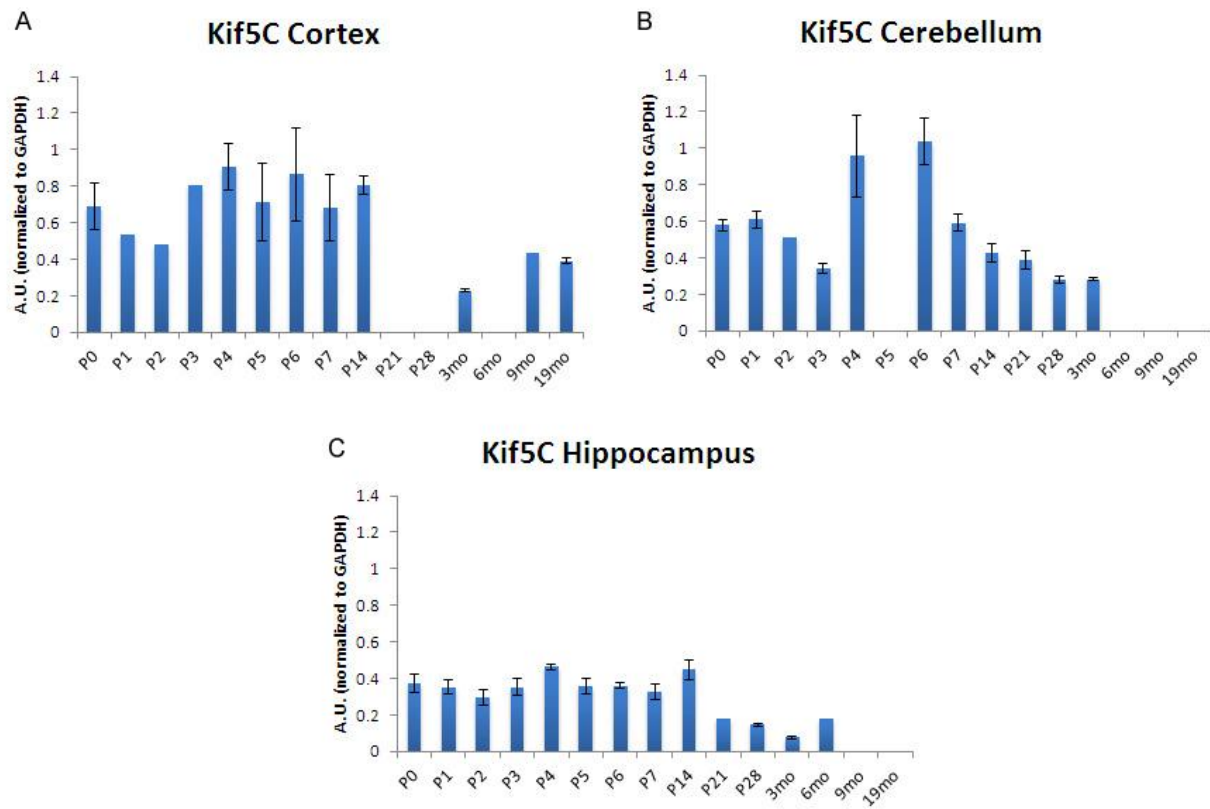 A
Kif5C Cortex
A.U. (normalized to GAPDH)
1.4
1.2
1
0.8
0.6
0.4
0.2
0
P0 P1 P2 P3 P4 P5 P6 P7 P14 P21 P28 3mo 6mo 9mo 19mo
B
Kif5C Cerebellum
A.U. (normalized to GAPDH)
1.4
1.2
1
0.8
0.6
0.4
0.2
0
P0 P1 P2 P3 P4 P5 P6 P7 P14 P21 P28 3mo 6mo 9mo 19mo
C
Kif5C Hippocampus
A.U. (normalized to GAPDH)
1.4
1.2
1
0.8
0.6
0.4
0.2
0
P0 P1 P2 P3 P4 P5 P6 P7 P14 P21 P28 3mo 6mo 9mo 19mo